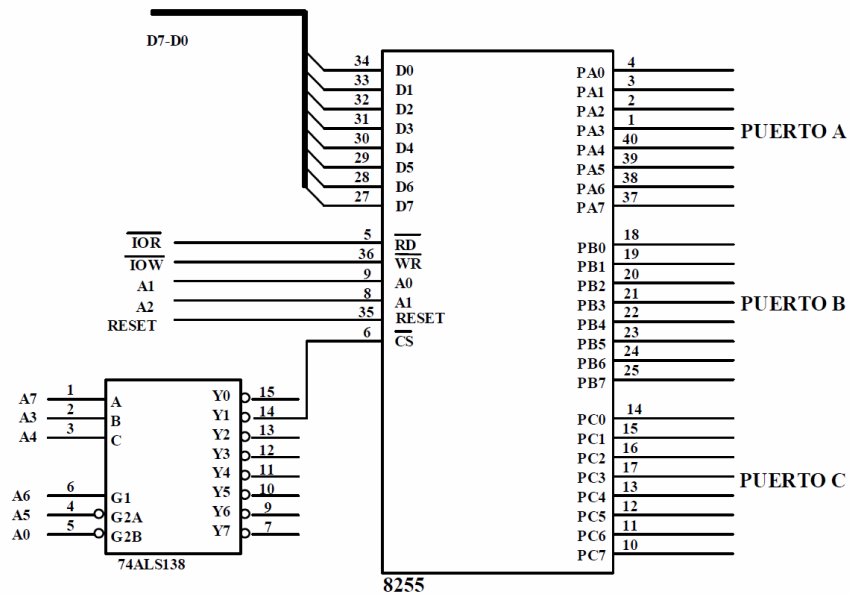 D7-D0
34 D0 PA0 4
33 D1 PA1 3
32 D2 PA2 2
31 D3 PA3 1
PUERTO A
30 D4 PA4 40
29 D5 PA5 39
28 D6 PA6 38
27 D7 PA7 37
IOR 5 RD PB0 18
IOW 36 WR PB1 19
A1 9 A0 PB2 20
A2 8 A1 PB3 21
PUERTO B
RESET 35 RESET PB4 22
6 CS PB5 23
PB6 24
PB7 25
A7 1 A Y0 15
A3 2 B Y1 14
A4 3 C Y2 13
Y3 12
Y4 11
A6 6 G1 Y5 10
A5 4 G2A Y6 9
A0 5 G2B Y7 7
74ALS138
PC0 14
PC1 15
PC2 16
PC3 17
PUERTO C
PC4 13
PC5 12
PC6 11
PC7 10
8255